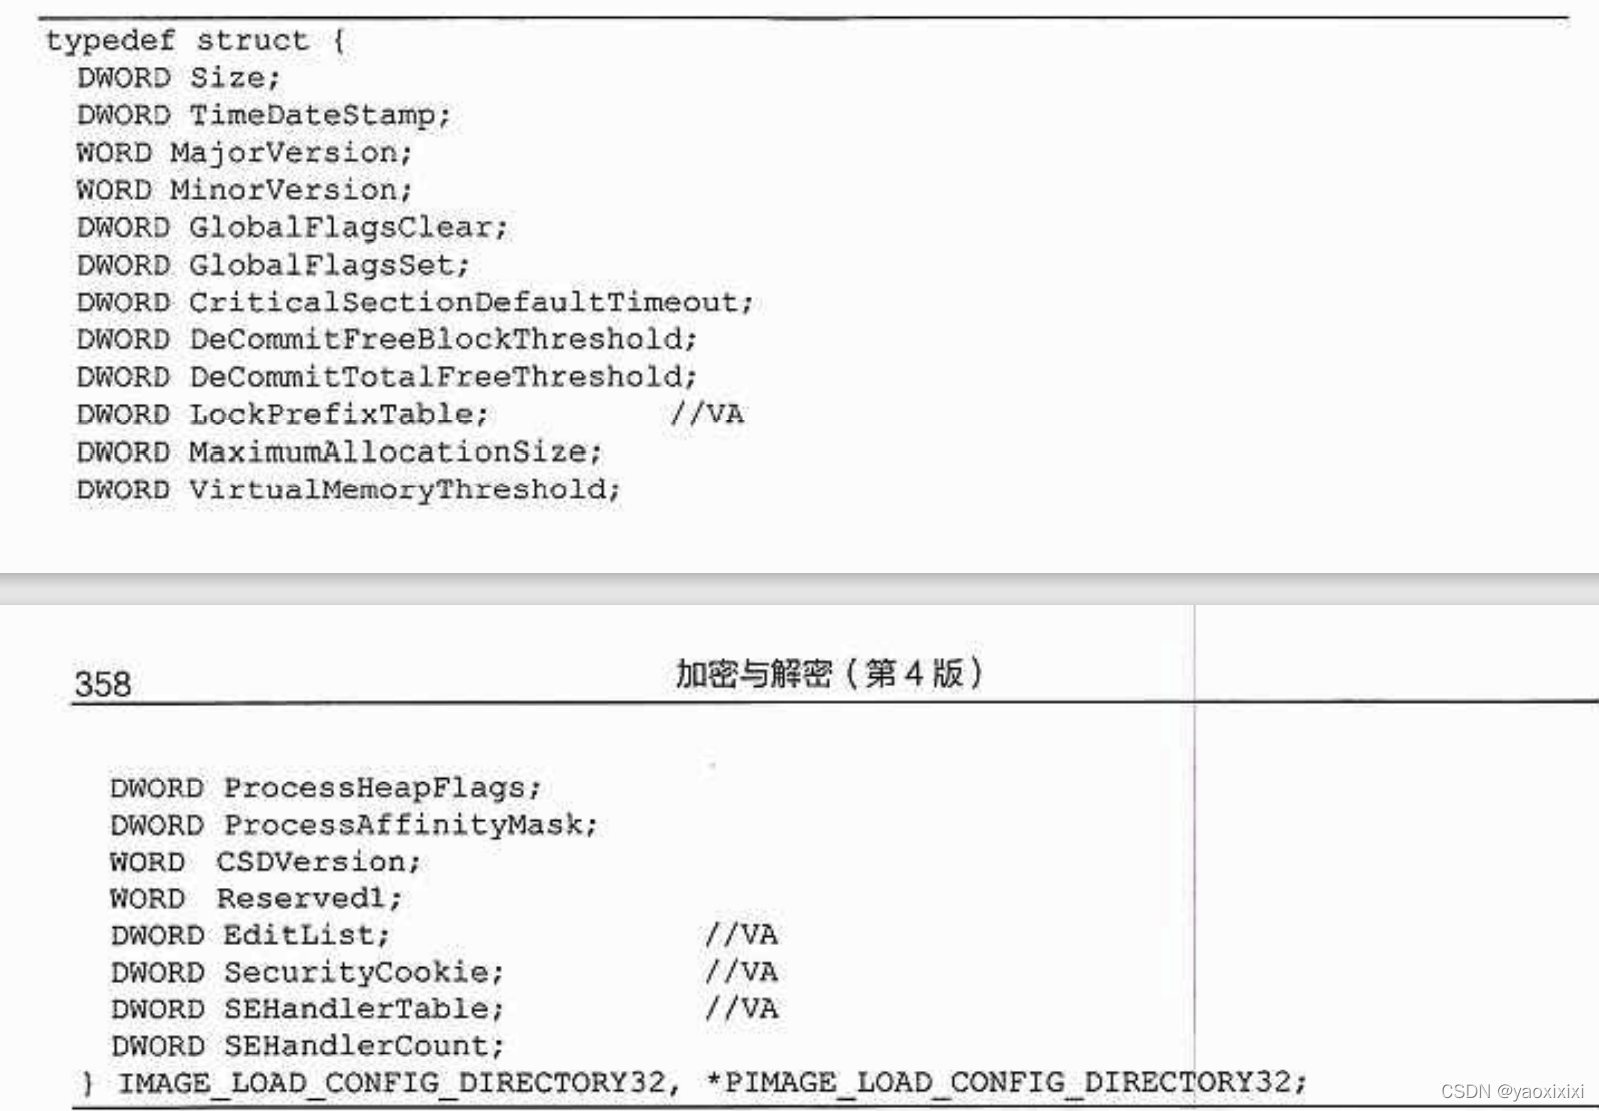 typedef struct {
DWORD Size;
DWORD TimeDateStamp;
WORD MajorVersion;
WORD MinorVersion;
DWORD GlobalFlagsClear;
DWORD GlobalFlagsSet;
DWORD CriticalSectionDefaultTimeout;
DWORD DeCommitFreeBlockThreshold;
DWORD DeCommitTotalFreeThreshold;
DWORD LockPrefixTable; //VA
DWORD MaximumAllocationSize;
DWORD VirtualMemoryThreshold;
358 加密与解密（第4版）
DWORD ProcessHeapFlags;
DWORD ProcessAffinityMask;
WORD CSDVersion;
WORD Reserved1;
DWORD EditList; //VA
DWORD SecurityCookie; //VA
DWORD SEHandlerTable; //VA
DWORD SEHandlerCount;
} IMAGE_LOAD_CONFIG_DIRECTORY32, *PIMAGE_LOAD_CONFIG_DIRECTORY32;
CSDN @yaoxixixi